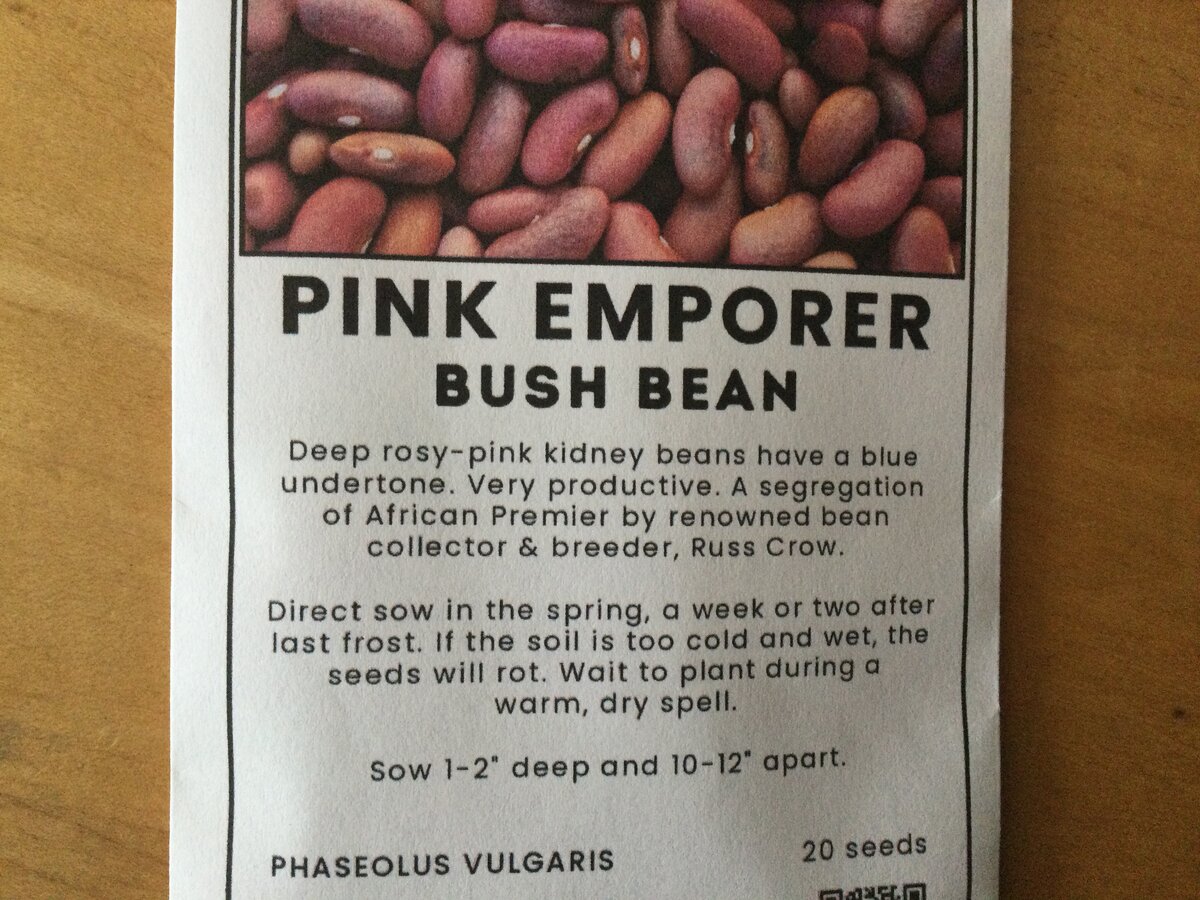 PINK EMPORER
BUSH BEAN
Deep rosy-pink kidney beans have a blue
undertone. Very productive. A segregation
of African Premier by renowned bean
collector & breeder, Russ Crow.
Direct sow in the spring, a week or two after
last frost. If the soil is too cold and wet, the
seeds will rot. Wait to plant during a
warm, dry spell.
Sow 1-2" deep and 10-12" apart.
PHASEOLUS VULGARIS
20 seeds